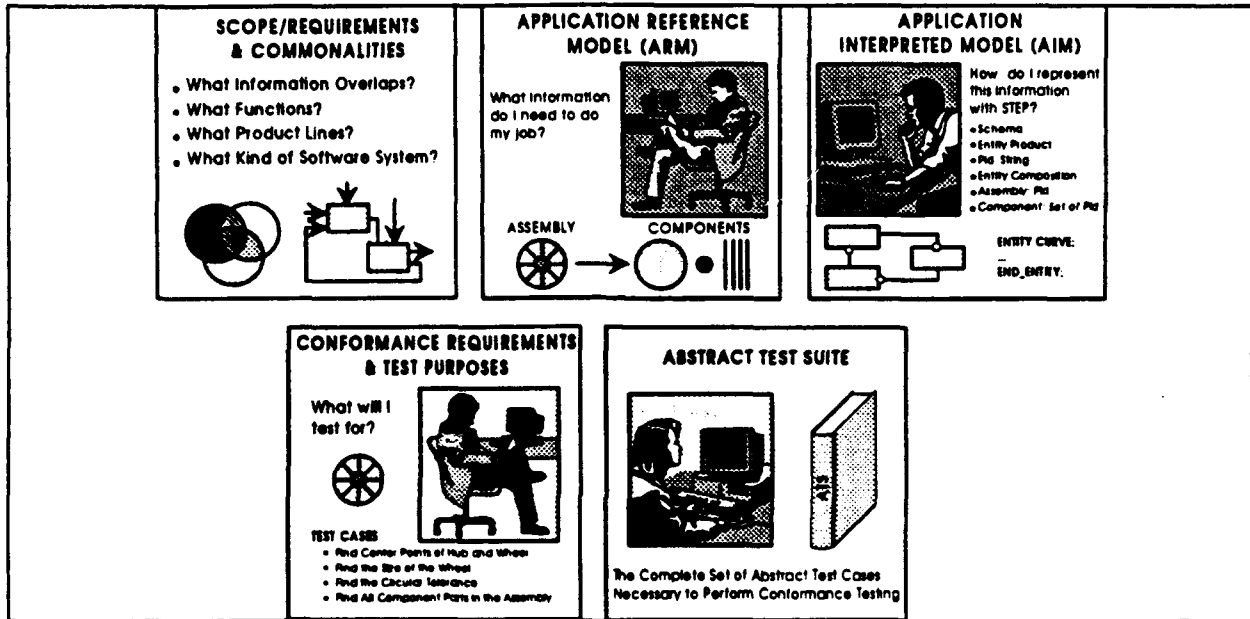 SCOPE/REQUIREMENTS
& COMMONALITIES
• What Information Overlaps?
• What Functions?
• What Product Lines?
• What Kind of Software System?
APPLICATION REFERENCE
MODEL (ARM)
What Information
do I need to do
my job?
ASSEMBLY
COMPONENTS
APPLICATION
INTERPRETED MODEL (AIM)
How do I represent
this information
with STEP?
• Schema
• Entity Product
• Pid: String
• Entity Composition
• Assembly: Pid
• Component: Set of Pid
ENTITY CURVE;
...
END_ENTRY;
CONFORMANCE REQUIREMENTS
& TEST PURPOSES
What will I
test for?
TEST CASES
• Find Center Points of Hub and Wheel
• Find the Size of the Wheel
• Find the Circular Tolerance
• Find All Component Parts in the Assembly
ABSTRACT TEST SUITE
ATS
The Complete Set of Abstract Test Cases
Necessary to Perform Conformance Testing